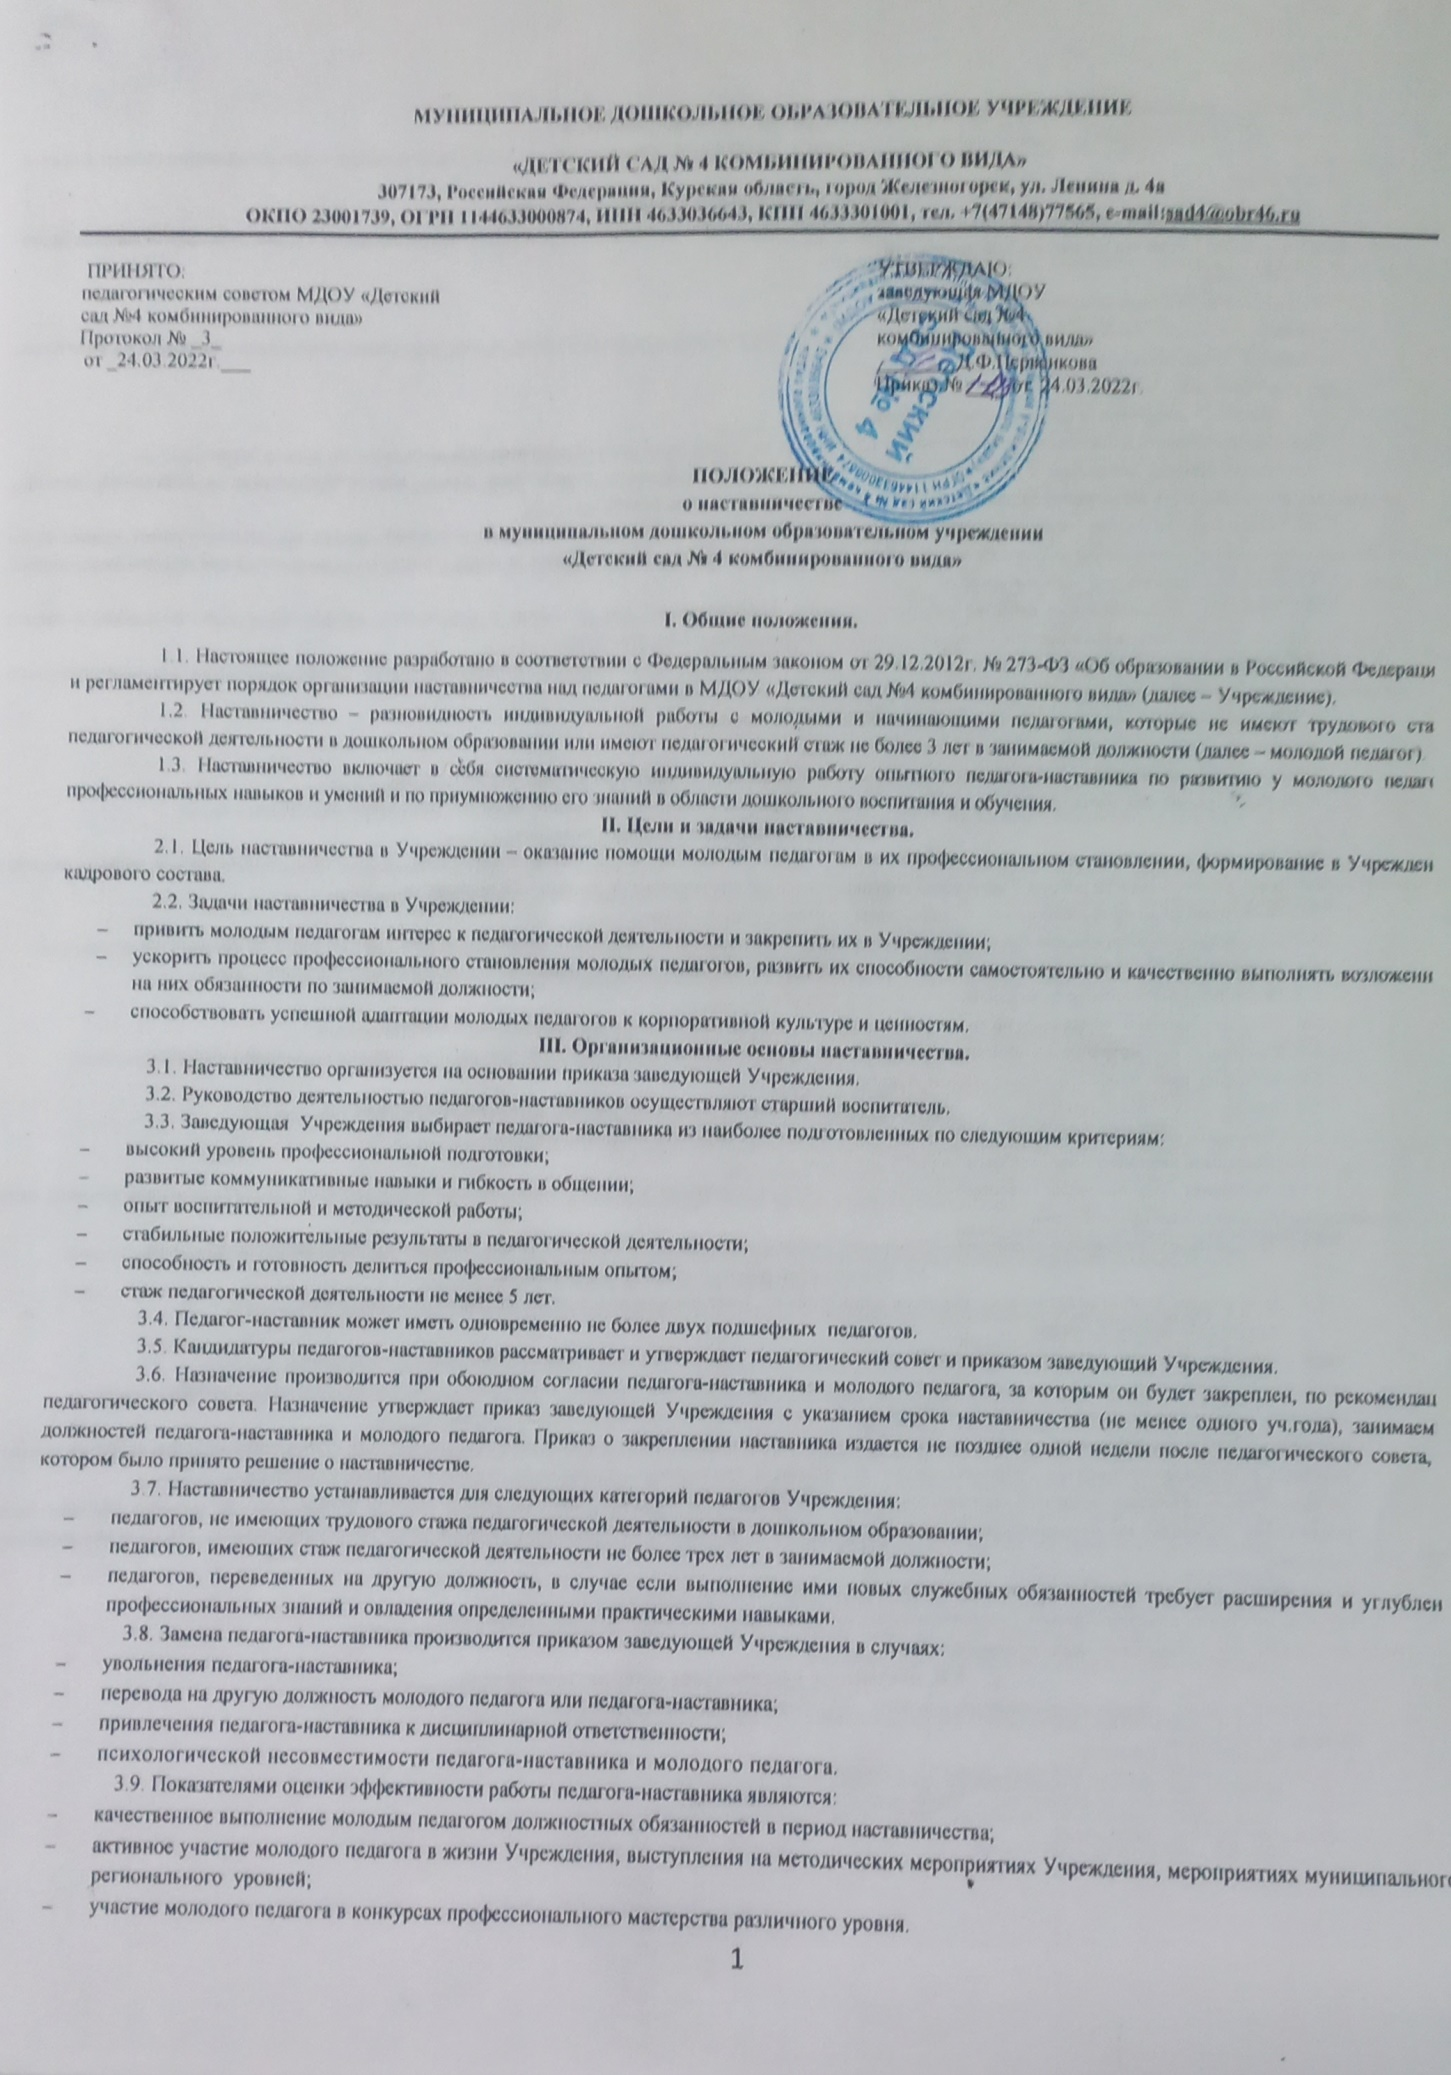 МУНИЦИПАЛЬНОЕ ДОШКОЛЬНОЕ ОБРАЗОВАТЕЛЬНОЕ УЧРЕЖДЕНИЕ
«ДЕТСКИЙ САД № 4 КОМБИНИРОВАННОГО ВИДА»
307173, Российская Федерация, Курская область, город Железногорск, ул. Ленина д. 4а
ОКПО 23001739, ОГРН 1144633000874, ИНН 4633036643, КПП 4633301001, тел. +7(47148)77565, e-mail:sad4@obr46.ru
ПРИНЯТО:
педагогическим советом МДОУ «Детский
сад №4 комбинированного вида»
Протокол № _3_
от _24.03.2022г.___
УТВЕРЖДАЮ:
заведующая МДОУ
«Детский сад №4
комбинированного вида»
Л.Ф.Первенкова
Приказ № от 24.03.2022г.
ДЕТСКИЙ
САД
№ 4
ПОЛОЖЕНИЕ
о наставничестве
в муниципальном дошкольном образовательном учреждении
«Детский сад № 4 комбинированного вида»
I. Общие положения.
1.1. Настоящее положение разработано в соответствии с Федеральным законом от 29.12.2012г. № 273-ФЗ «Об образовании в Российской Федераци
и регламентирует порядок организации наставничества над педагогами в МДОУ «Детский сад №4 комбинированного вида» (далее – Учреждение).
1.2. Наставничество – разновидность индивидуальной работы с молодыми и начинающими педагогами, которые не имеют трудового ста
педагогической деятельности в дошкольном образовании или имеют педагогический стаж не более 3 лет в занимаемой должности (далее – молодой педагог).
1.3. Наставничество включает в себя систематическую индивидуальную работу опытного педагога-наставника по развитию у молодого педаг
профессиональных навыков и умений и по приумножению его знаний в области дошкольного воспитания и обучения.
II. Цели и задачи наставничества.
2.1. Цель наставничества в Учреждении – оказание помощи молодым педагогам в их профессиональном становлении, формирование в Учрежден
кадрового состава.
2.2. Задачи наставничества в Учреждении:
– привить молодым педагогам интерес к педагогической деятельности и закрепить их в Учреждении;
– ускорить процесс профессионального становления молодых педагогов, развить их способности самостоятельно и качественно выполнять возложенн
на них обязанности по занимаемой должности;
– способствовать успешной адаптации молодых педагогов к корпоративной культуре и ценностям.
III. Организационные основы наставничества.
3.1. Наставничество организуется на основании приказа заведующей Учреждения.
3.2. Руководство деятельностью педагогов-наставников осуществляют старший воспитатель.
3.3. Заведующая Учреждения выбирает педагога-наставника из наиболее подготовленных по следующим критериям:
– высокий уровень профессиональной подготовки;
– развитые коммуникативные навыки и гибкость в общении;
– опыт воспитательной и методической работы;
– стабильные положительные результаты в педагогической деятельности;
– способность и готовность делиться профессиональным опытом;
– стаж педагогической деятельности не менее 5 лет.
3.4. Педагог-наставник может иметь одновременно не более двух подшефных педагогов.
3.5. Кандидатуры педагогов-наставников рассматривает и утверждает педагогический совет и приказом заведующий Учреждения.
3.6. Назначение производится при обоюдном согласии педагога-наставника и молодого педагога, за которым он будет закреплен, по рекомендац
педагогического совета. Назначение утверждает приказ заведующей Учреждения с указанием срока наставничества (не менее одного уч.года), занимаем
должностей педагога-наставника и молодого педагога. Приказ о закреплении наставника издается не позднее одной недели после педагогического совета,
котором было принято решение о наставничестве.
3.7. Наставничество устанавливается для следующих категорий педагогов Учреждения:
– педагогов, не имеющих трудового стажа педагогической деятельности в дошкольном образовании;
– педагогов, имеющих стаж педагогической деятельности не более трех лет в занимаемой должности;
– педагогов, переведенных на другую должность, в случае если выполнение ими новых служебных обязанностей требует расширения и углублен
профессиональных знаний и овладения определенными практическими навыками.
3.8. Замена педагога-наставника производится приказом заведующей Учреждения в случаях:
– увольнения педагога-наставника;
– перевода на другую должность молодого педагога или педагога-наставника;
– привлечения педагога-наставника к дисциплинарной ответственности;
– психологической несовместимости педагога-наставника и молодого педагога.
3.9. Показателями оценки эффективности работы педагога-наставника являются:
– качественное выполнение молодым педагогом должностных обязанностей в период наставничества;
– активное участие молодого педагога в жизни Учреждения, выступления на методических мероприятиях Учреждения, мероприятиях муниципального
регионального уровней;
– участие молодого педагога в конкурсах профессионального мастерства различного уровня.
1